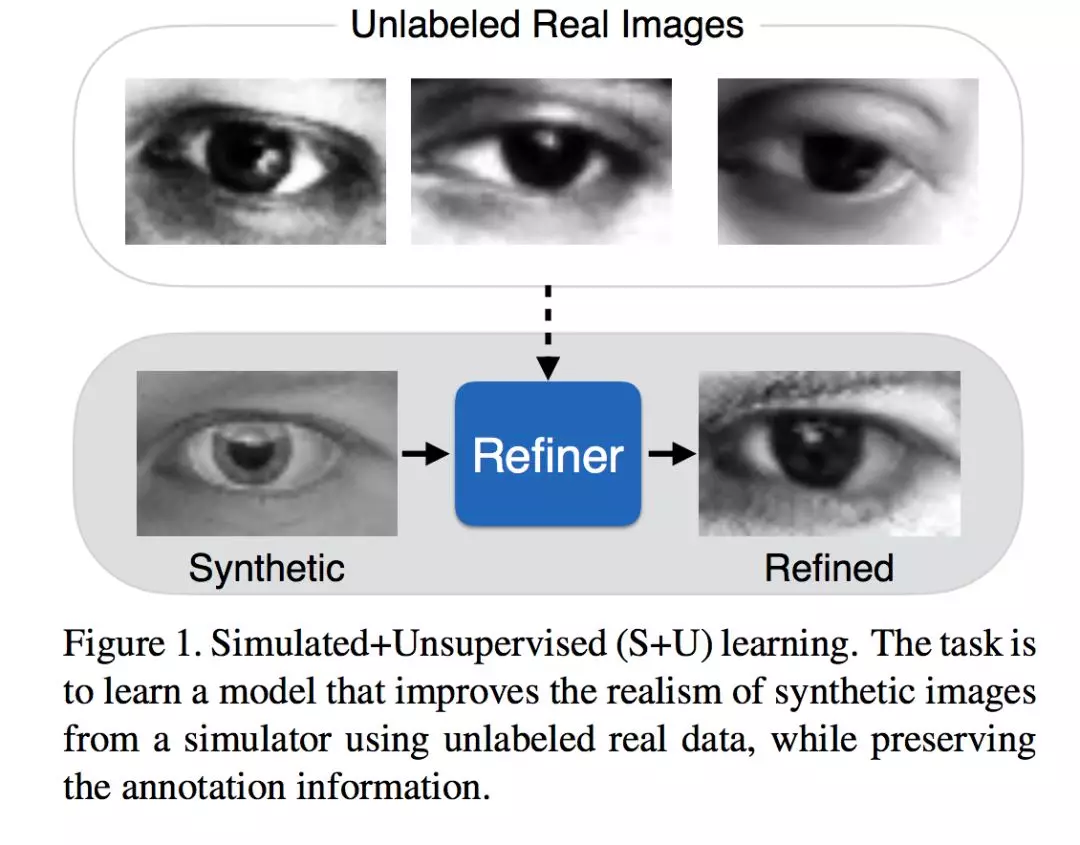 Unlabeled Real Images
Refiner
Synthetic
Refined
Figure 1. Simulated+Unsupervised (S+U) learning. The task is
to learn a model that improves the realism of synthetic images
from a simulator using unlabeled real data, while preserving
the annotation information.